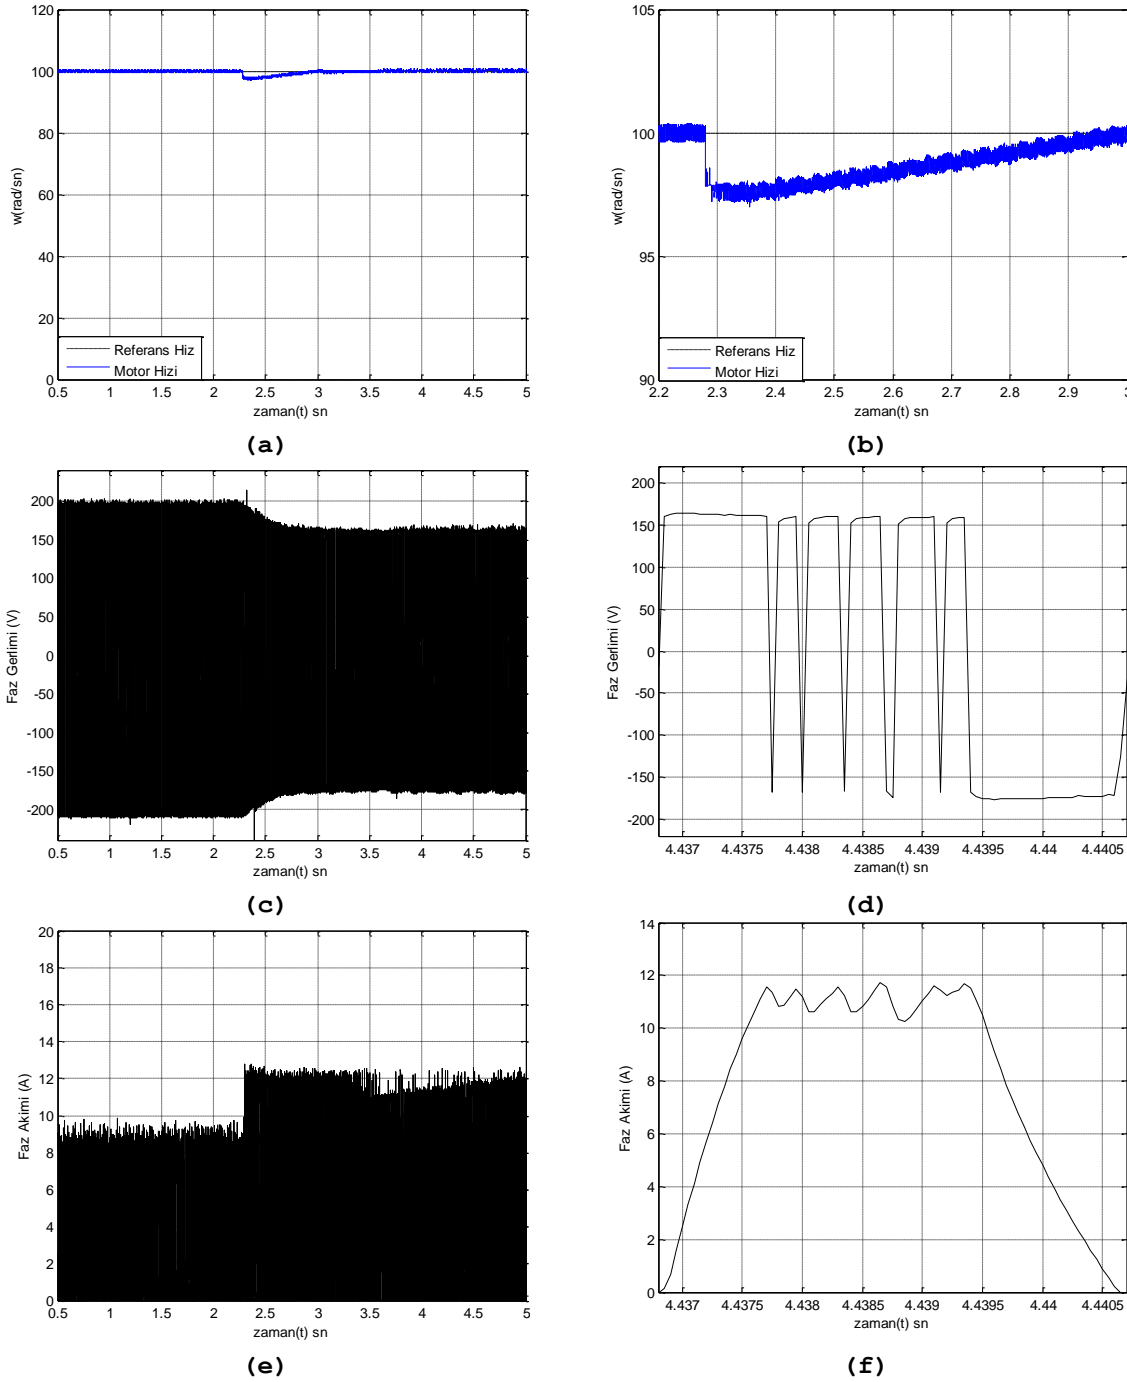 120
100
80
60
40
20
0
w(rad/sn)
Referans Hiz
Motor Hizi
0.5 1 1.5 2 2.5 3 3.5 4 4.5 5
zaman(t) sn
(a)
105
100
95
90
w(rad/sn)
Referans Hiz
Motor Hizi
2.2 2.3 2.4 2.5 2.6 2.7 2.8 2.9 3
zaman(t) sn
(b)
200
150
100
50
0
-50
-100
-150
-200
Faz Gerlimi (V)
0.5 1 1.5 2 2.5 3 3.5 4 4.5 5
zaman(t) sn
(c)
200
150
100
50
0
-50
-100
-150
-200
Faz Gerlimi (V)
4.437 4.4375 4.438 4.4385 4.439 4.4395 4.44 4.4405
zaman(t) sn
(d)
20
18
16
14
12
10
8
6
4
2
0
Faz Akimi (A)
0.5 1 1.5 2 2.5 3 3.5 4 4.5 5
zaman(t) sn
(e)
14
12
10
8
6
4
2
0
Faz Akimi (A)
4.437 4.4375 4.438 4.4385 4.439 4.4395 4.44 4.4405
zaman(t) sn
(f)